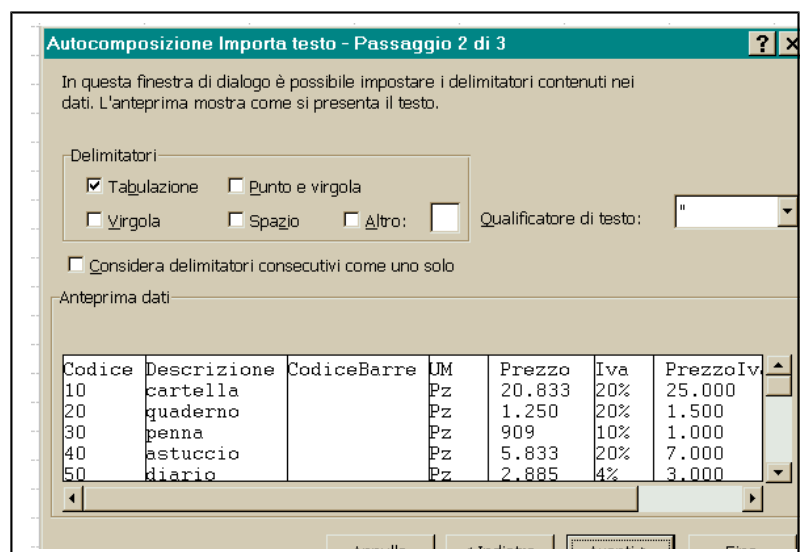 Autocomposizione Importa testo - Passaggio 2 di 3
In questa finestra di dialogo è possibile impostare i delimitatori contenuti nei
dati. L'anteprima mostra come si presenta il testo.
Delimitatori
Tabulazione Punto e virgola
Virgola Spazio Altro: Qualificatore di testo: "
Considera delimitatori consecutivi come uno solo
Anteprima dati
Codice Descrizione CodiceBarre UM Prezzo Iva PrezzoIv
10 cartella Pz 20.833 20% 25.000
20 quaderno Pz 1.250 20% 1.500
30 penna Pz 909 10% 1.000
40 astuccio Pz 5.833 20% 7.000
50 diario Pz 2.885 4% 3.000